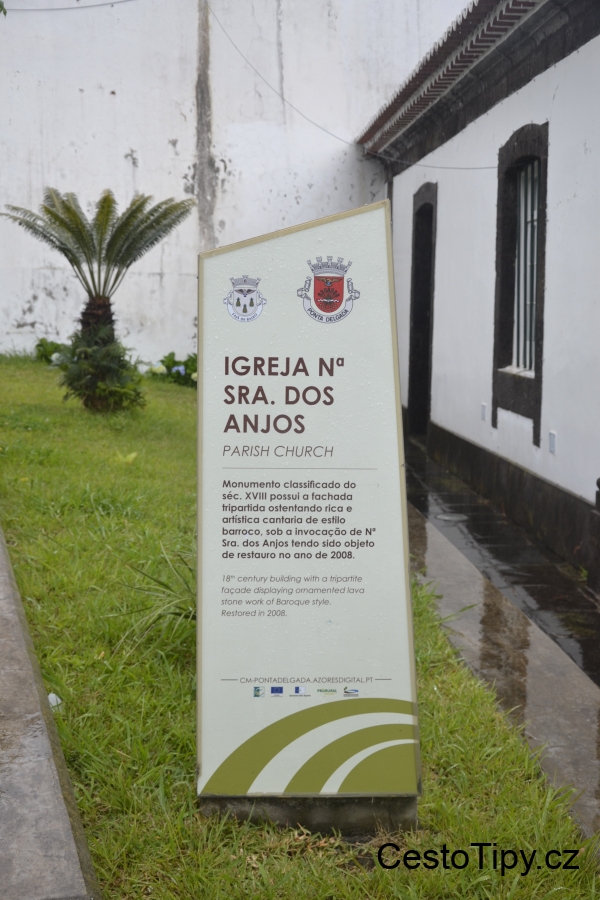 PONTA DELGADA
IGREJA Nª
SRA. DOS
ANJOS
PARISH CHURCH
Monumento classificado do
séc. XVIII possui a fachada
tripartida ostentando rica e
artística cantaria de estilo
barroco, sob a invocação de Nª
Sra. dos Anjos tendo sido objeto
de restauro no ano de 2008.
18th century building with a tripartite
façade displaying ornamented lava
stone work of Baroque style.
Restored in 2008.
CM-PONTADELGADA.AZORESDIGITAL.PT
PRORURAL
CestoTipy.cz